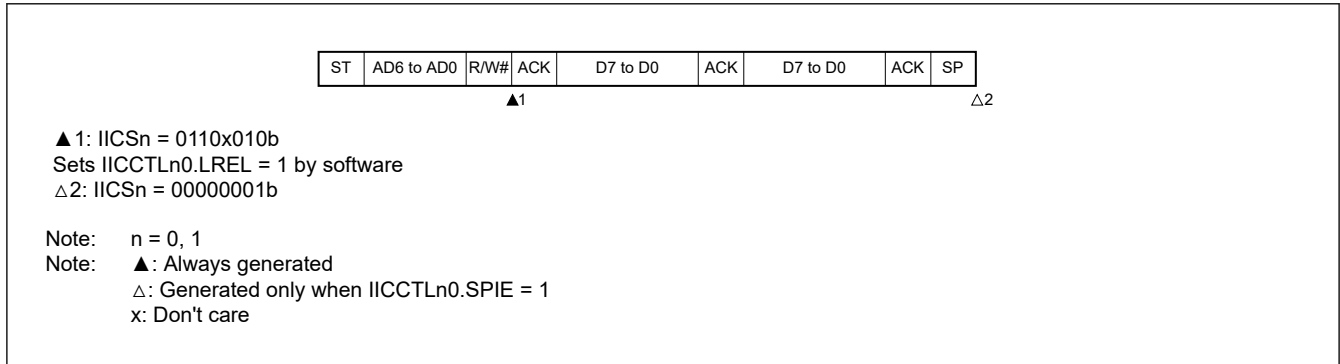 ST AD6 to AD0 R/W# ACK D7 to D0 ACK D7 to D0 ACK SP
▲1 △2
▲1: IICSn = 0110x010b
Sets IICCTLn0.LREL = 1 by software
△2: IICSn = 00000001b
Note: n = 0, 1
Note: ▲: Always generated
△: Generated only when IICCTLn0.SPIE = 1
x: Don't care